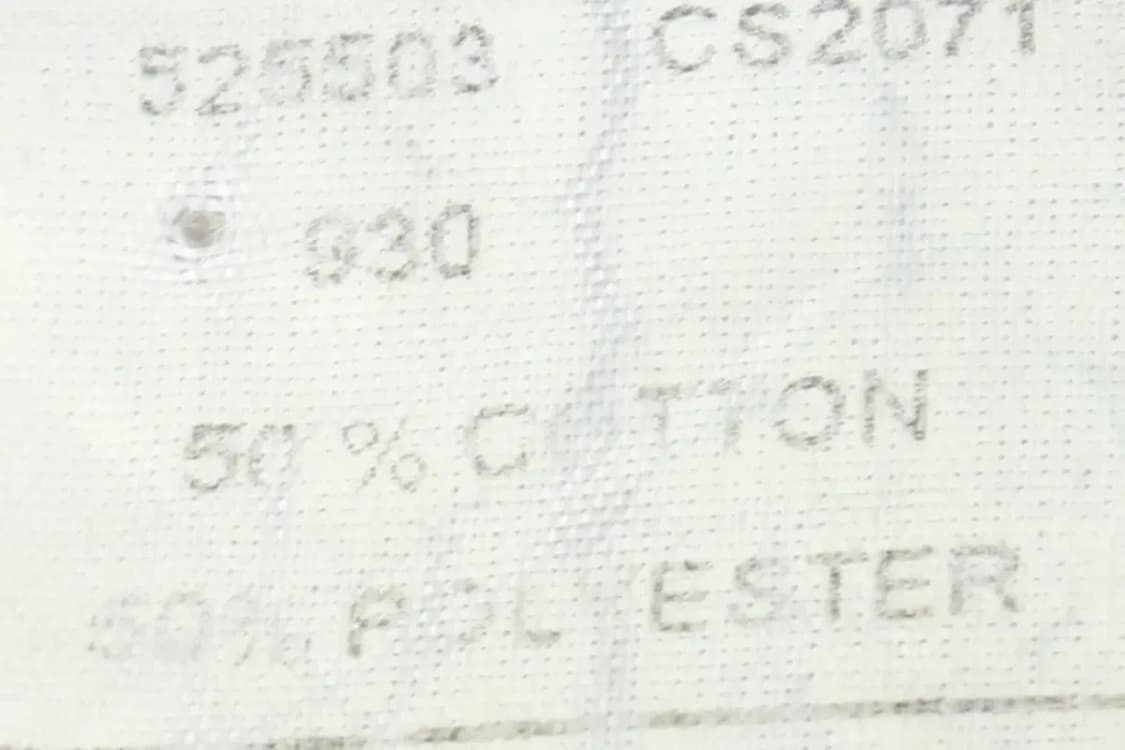 525503 CS2071
930
50 % COTTON
50% POLYESTER